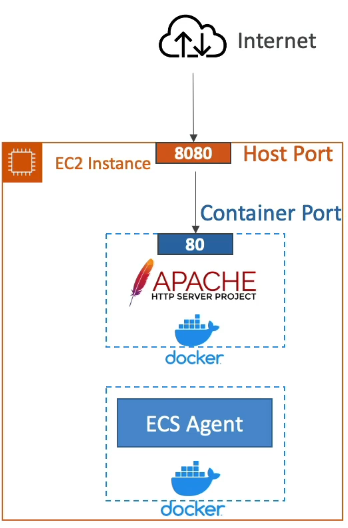 Internet
8080
Host Port
EC2 Instance
Container Port
80
APACHE
HTTP SERVER PROJECT
docker
ECS Agent
docker